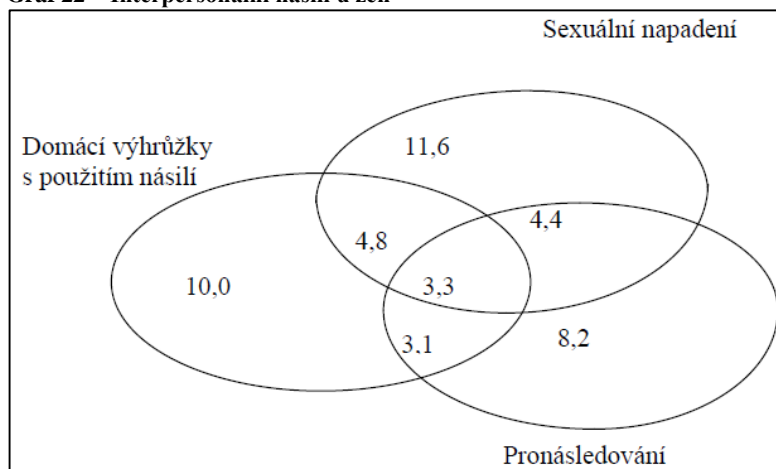 Graf 22 – Interpersonální násilí u žen
Sexuální napadení
11,6
Domácí výhrůžky
s použitím násilí
4,4
4,8
10,0
3,3
3,1
8,2
Pronásledování